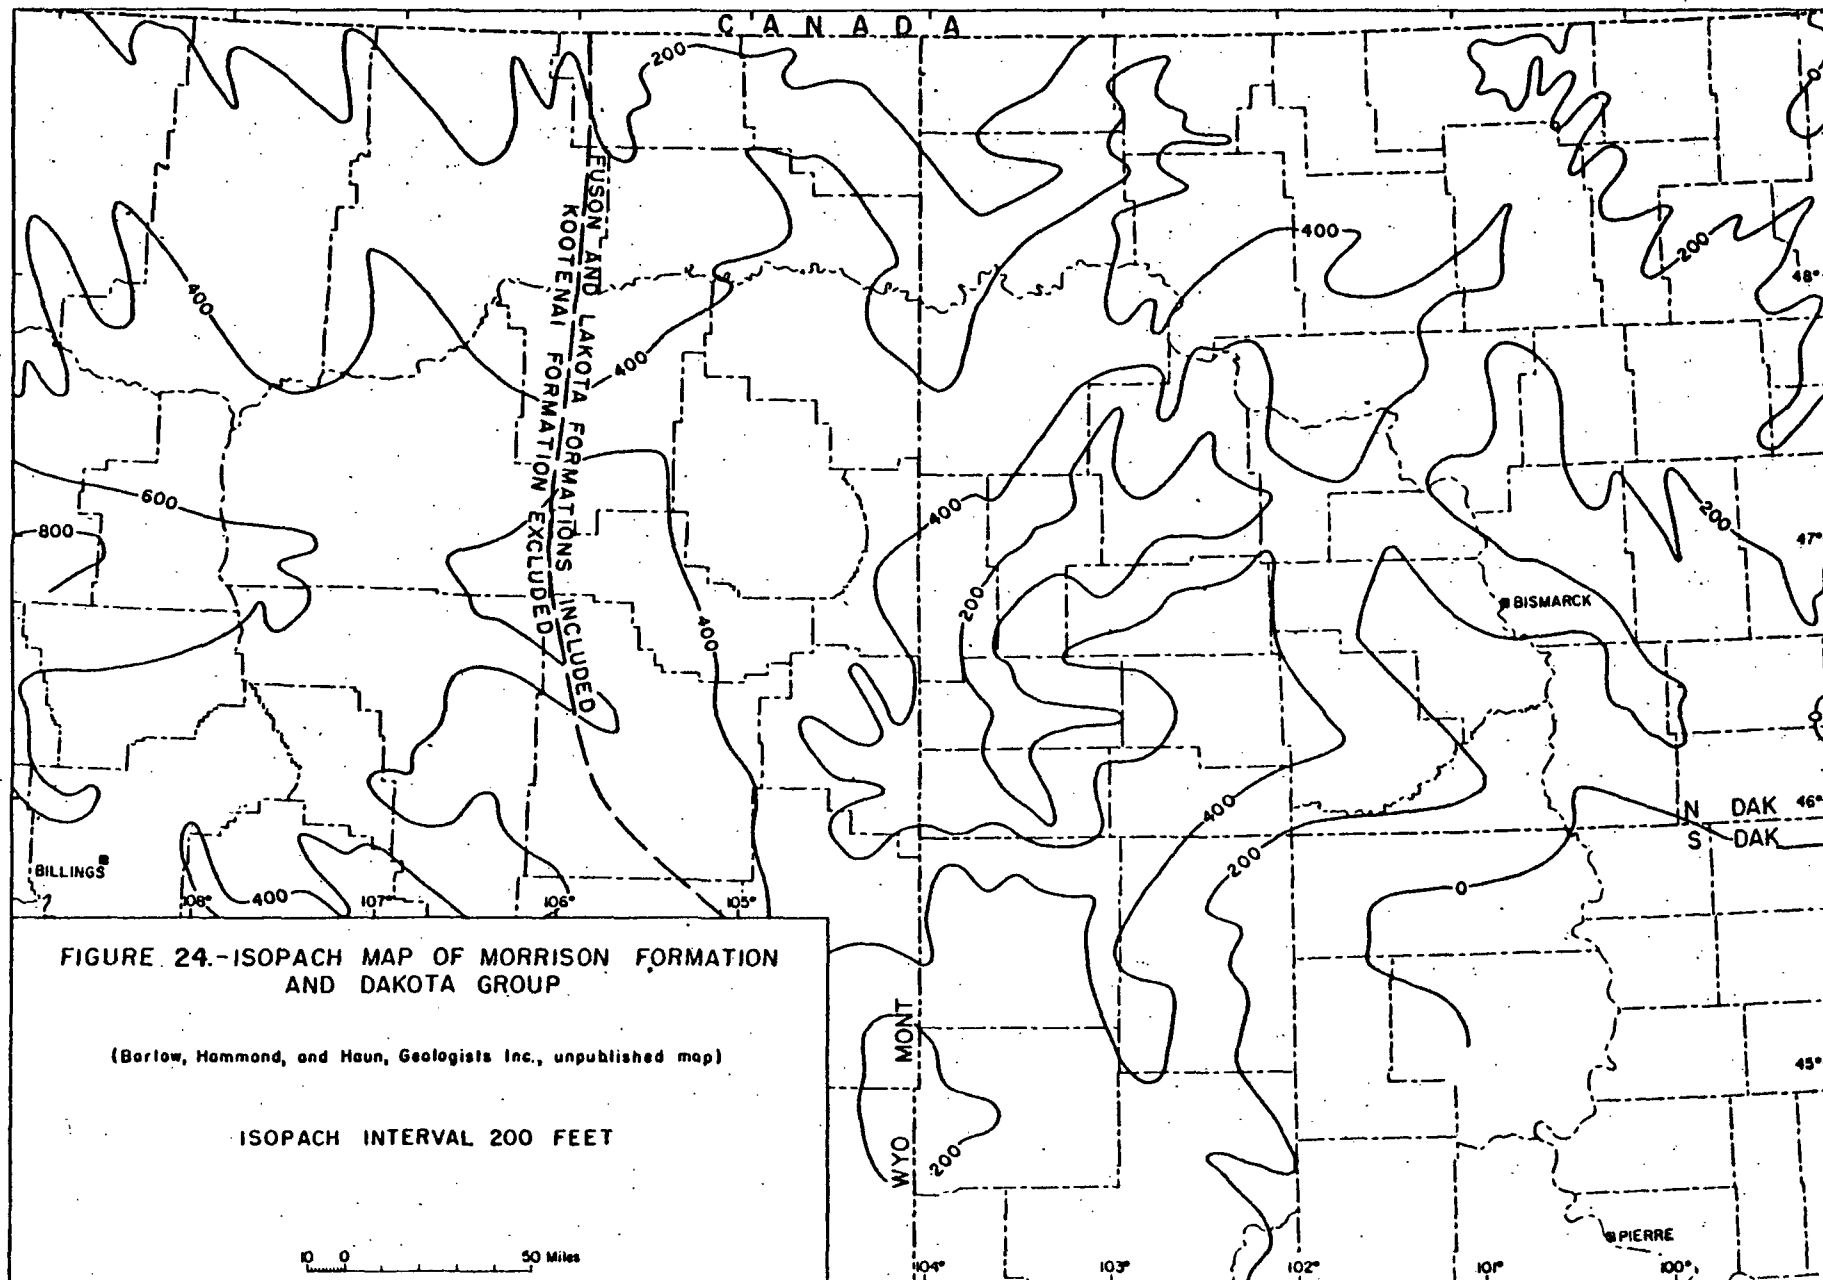 CANADA
200
0
FUSON AND LAKOTA FORMATIONS INCLUDED
KOOTENAI FORMATION EXCLUDED
400
200
48°
400
400
600
400
200
800
47°
200
BISMARCK
400
0
N DAK 46°
400
S DAK
200
BILLINGS
0
400
108°
107°
106°
105°
FIGURE 24.-ISOPACH MAP OF MORRISON FORMATION
AND DAKOTA GROUP
(Barlow, Hammond, and Haun, Geologists Inc., unpublished map)
WYO MONT
45°
ISOPACH INTERVAL 200 FEET
200
PIERRE
10 0 50 Miles
104°
103°
102°
101°
100°